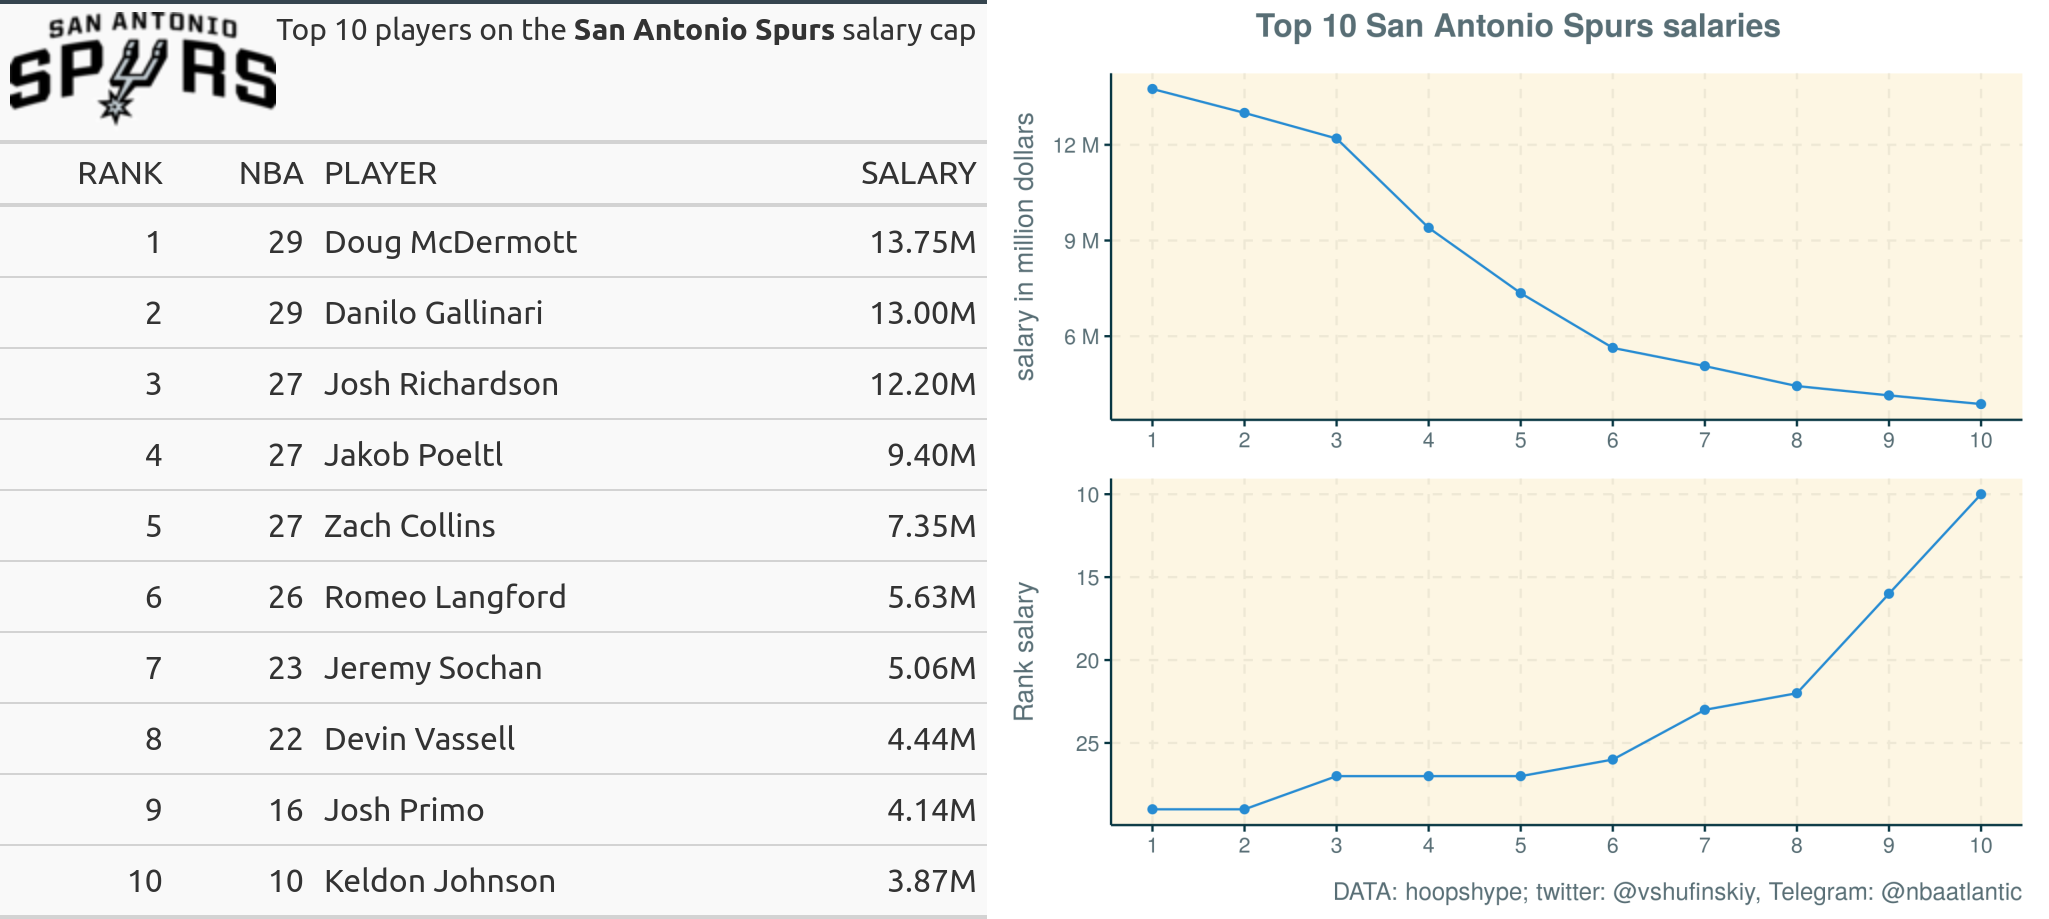 SAN ANTONIO
SPURS
Top 10 players on the San Antonio Spurs salary cap
RANK NBA PLAYER SALARY
1 29 Doug McDermott 13.75M
2 29 Danilo Gallinari 13.00M
3 27 Josh Richardson 12.20M
4 27 Jakob Poeltl 9.40M
5 27 Zach Collins 7.35M
6 26 Romeo Langford 5.63M
7 23 Jeremy Sochan 5.06M
8 22 Devin Vassell 4.44M
9 16 Josh Primo 4.14M
10 10 Keldon Johnson 3.87M
Top 10 San Antonio Spurs salaries
salary in million dollars
12 M
9 M
6 M
1 2 3 4 5 6 7 8 9 10
Rank salary
10
15
20
25
1 2 3 4 5 6 7 8 9 10
DATA: hoopshype; twitter: @vshufinskiy, Telegram: @nbaatlantic